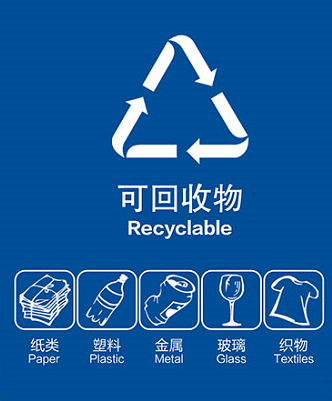 可回收物
Recyclable
纸类 塑料 金属 玻璃 织物
Paper Plastic Metal Glass Textiles